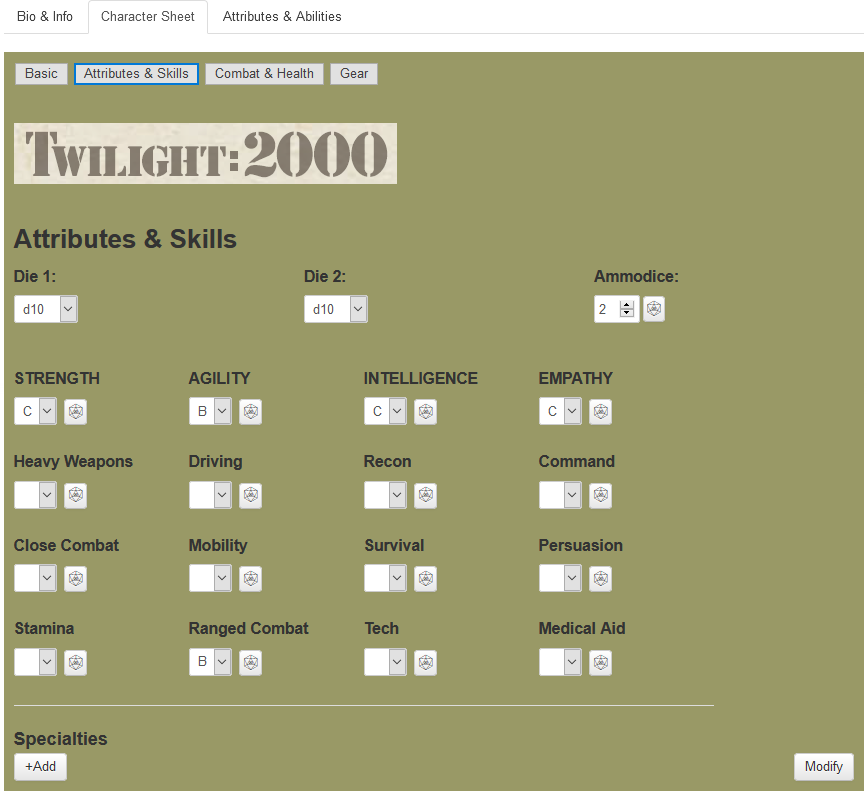 Bio & Info Character Sheet Attributes & Abilities
Basic Attributes & Skills Combat & Health Gear
Twilight:2000
Attributes & Skills
Die 1: Die 2: Ammodice:
d10 d10 2
STRENGTH AGILITY INTELLIGENCE EMPATHY
C B C C
Heavy Weapons Driving Recon Command
Close Combat Mobility Survival Persuasion
Stamina Ranged Combat Tech Medical Aid
B
Specialties
+Add Modify